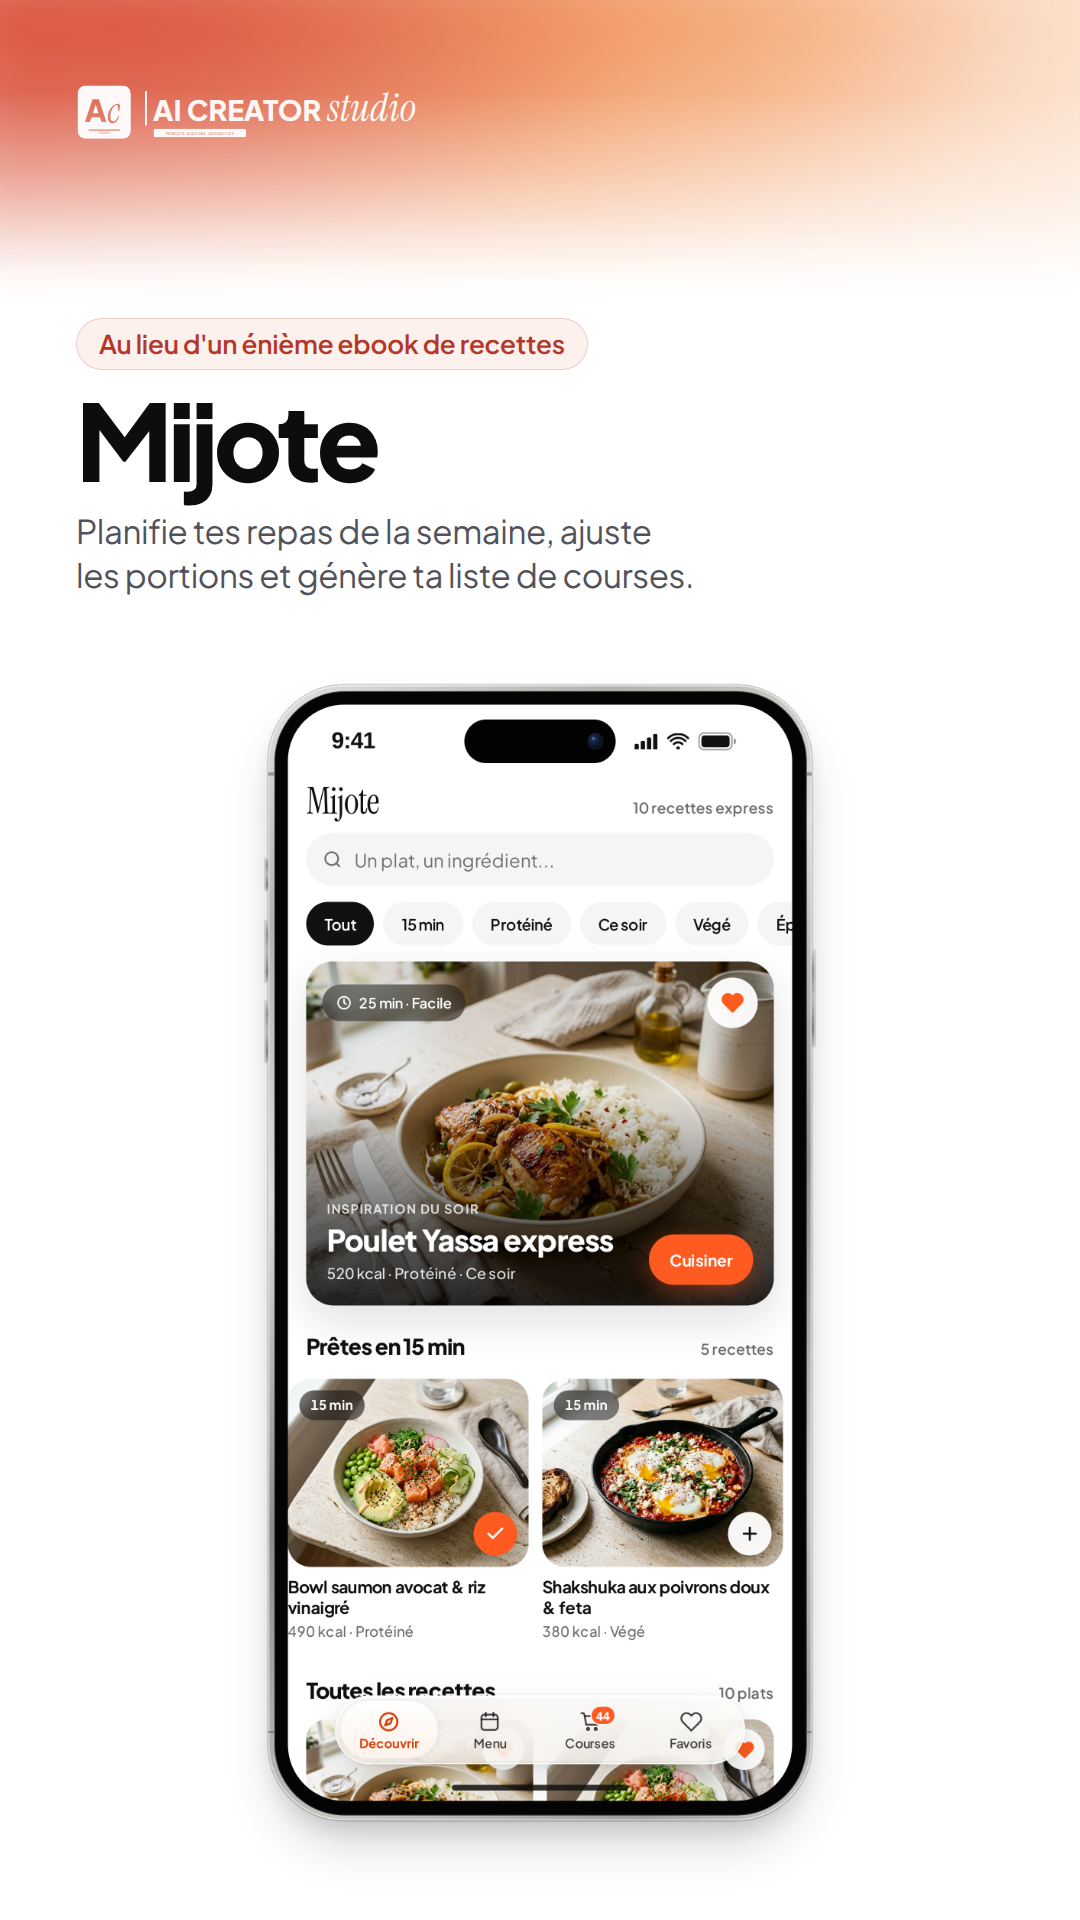 Ac
AI CREATOR studio
Au lieu d'un énième ebook de recettes
Mijote
Planifie tes repas de la semaine, ajuste
les portions et génère ta liste de courses.
9:41
Mijote
10 recettes express
Un plat, un ingrédient...
Tout
15 min
Protéiné
Ce soir
Végé
Ép
25 min · Facile
INSPIRATION DU SOIR
Poulet Yassa express
520 kcal · Protéiné · Ce soir
Cuisiner
Prêtes en 15 min
5 recettes
15 min
15 min
Bowl saumon avocat & riz
vinaigré
490 kcal · Protéiné
Shakshuka aux poivrons doux
& feta
380 kcal · Végé
Toutes les recettes
10 plats
Découvrir
Menu
44
Courses
Favoris